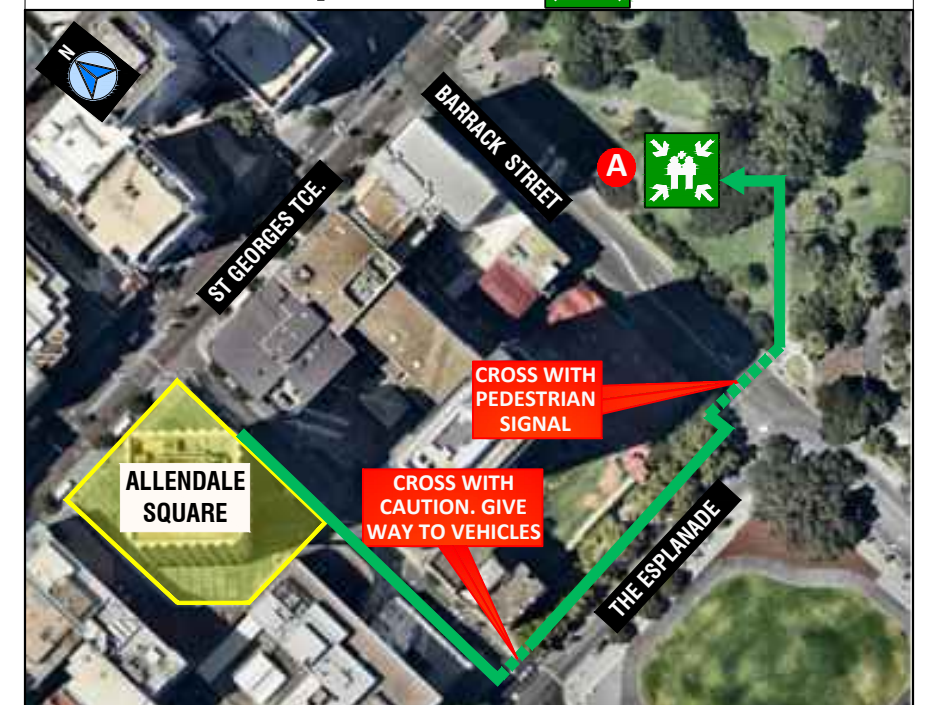 N
BARRACK STREET
A
ST GEORGES TCE.
CROSS WITH
PEDESTRIAN
SIGNAL
ALLENDALE
SQUARE
CROSS WITH
CAUTION. GIVE
WAY TO VEHICLES
THE ESPLANADE